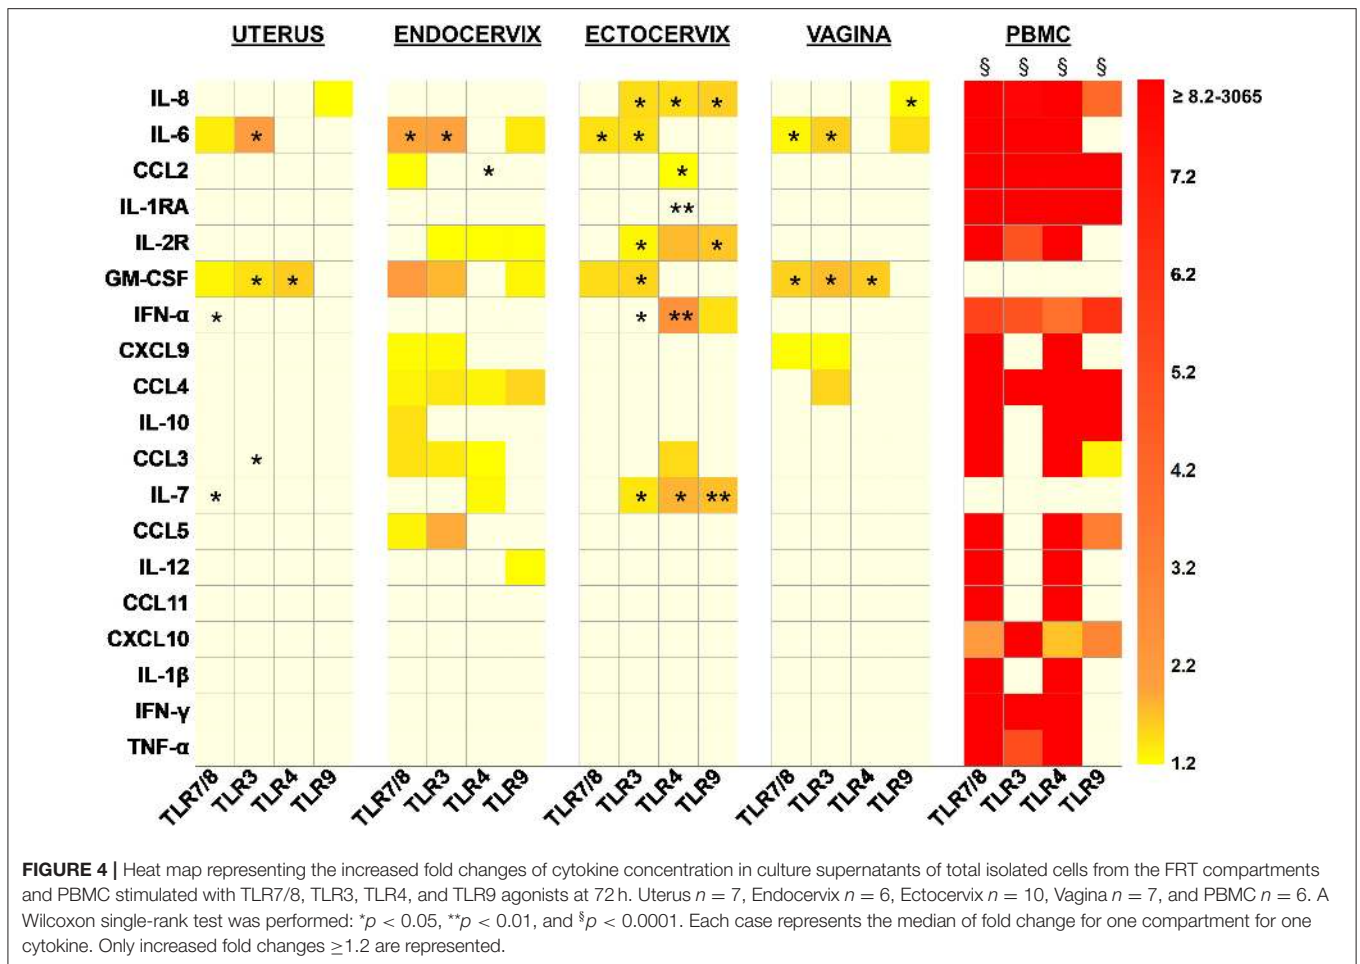 UTERUS ENDOCERVIX ECTOCERVIX VAGINA PBMC
§ § § §
IL-8 * * * * ≥ 8.2-3065
IL-6 * * * * * * * *
CCL2 * * 7.2
IL-1RA **
IL-2R * *
GM-CSF * * * * * * 6.2
IFN-α * * **
CXCL9
CCL4 5.2
IL-10
CCL3 * 4.2
IL-7 * * * **
CCL5
IL-12 3.2
CCL11
CXCL10 2.2
IL-1β
IFN-γ
TNF-α 1.2
TLR7/8 TLR3 TLR4 TLR9 TLR7/8 TLR3 TLR4 TLR9 TLR7/8 TLR3 TLR4 TLR9 TLR7/8 TLR3 TLR4 TLR9 TLR7/8 TLR3 TLR4 TLR9
FIGURE 4 | Heat map representing the increased fold changes of cytokine concentration in culture supernatants of total isolated cells from the FRT compartments
and PBMC stimulated with TLR7/8, TLR3, TLR4, and TLR9 agonists at 72 h. Uterus n = 7, Endocervix n = 6, Ectocervix n = 10, Vagina n = 7, and PBMC n = 6. A
Wilcoxon single-rank test was performed: *p < 0.05, **p < 0.01, and §p < 0.0001. Each case represents the median of fold change for one compartment for one
cytokine. Only increased fold changes ≥1.2 are represented.